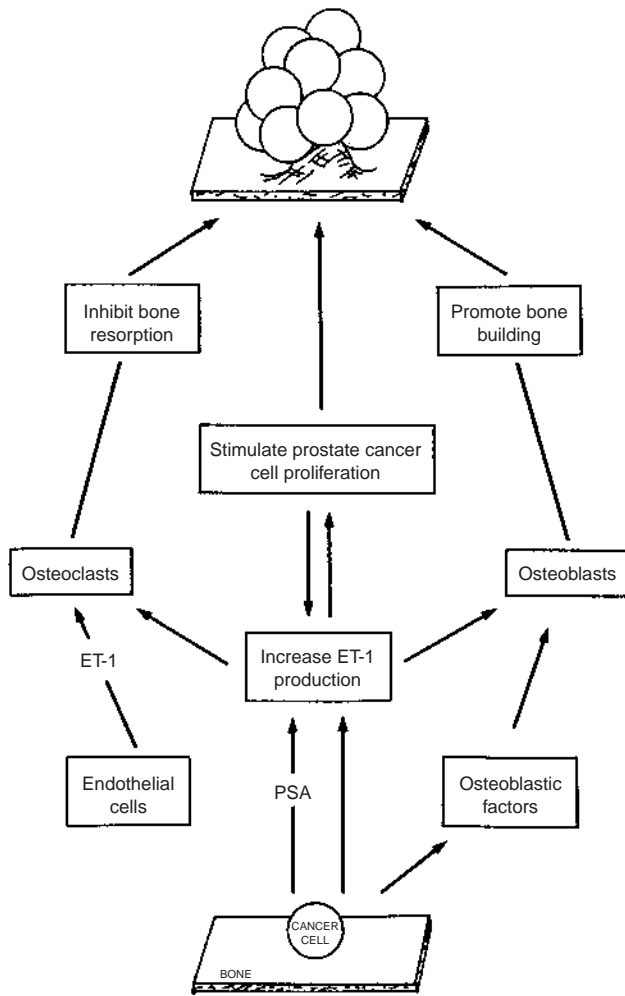 Inhibit bone
resorption
Promote bone
building
Stimulate prostate cancer
cell proliferation
Osteoclasts
Osteoblasts
ET-1
Increase ET-1
production
Endothelial
cells
PSA
Osteoblastic
factors
CANCER
CELL
BONE